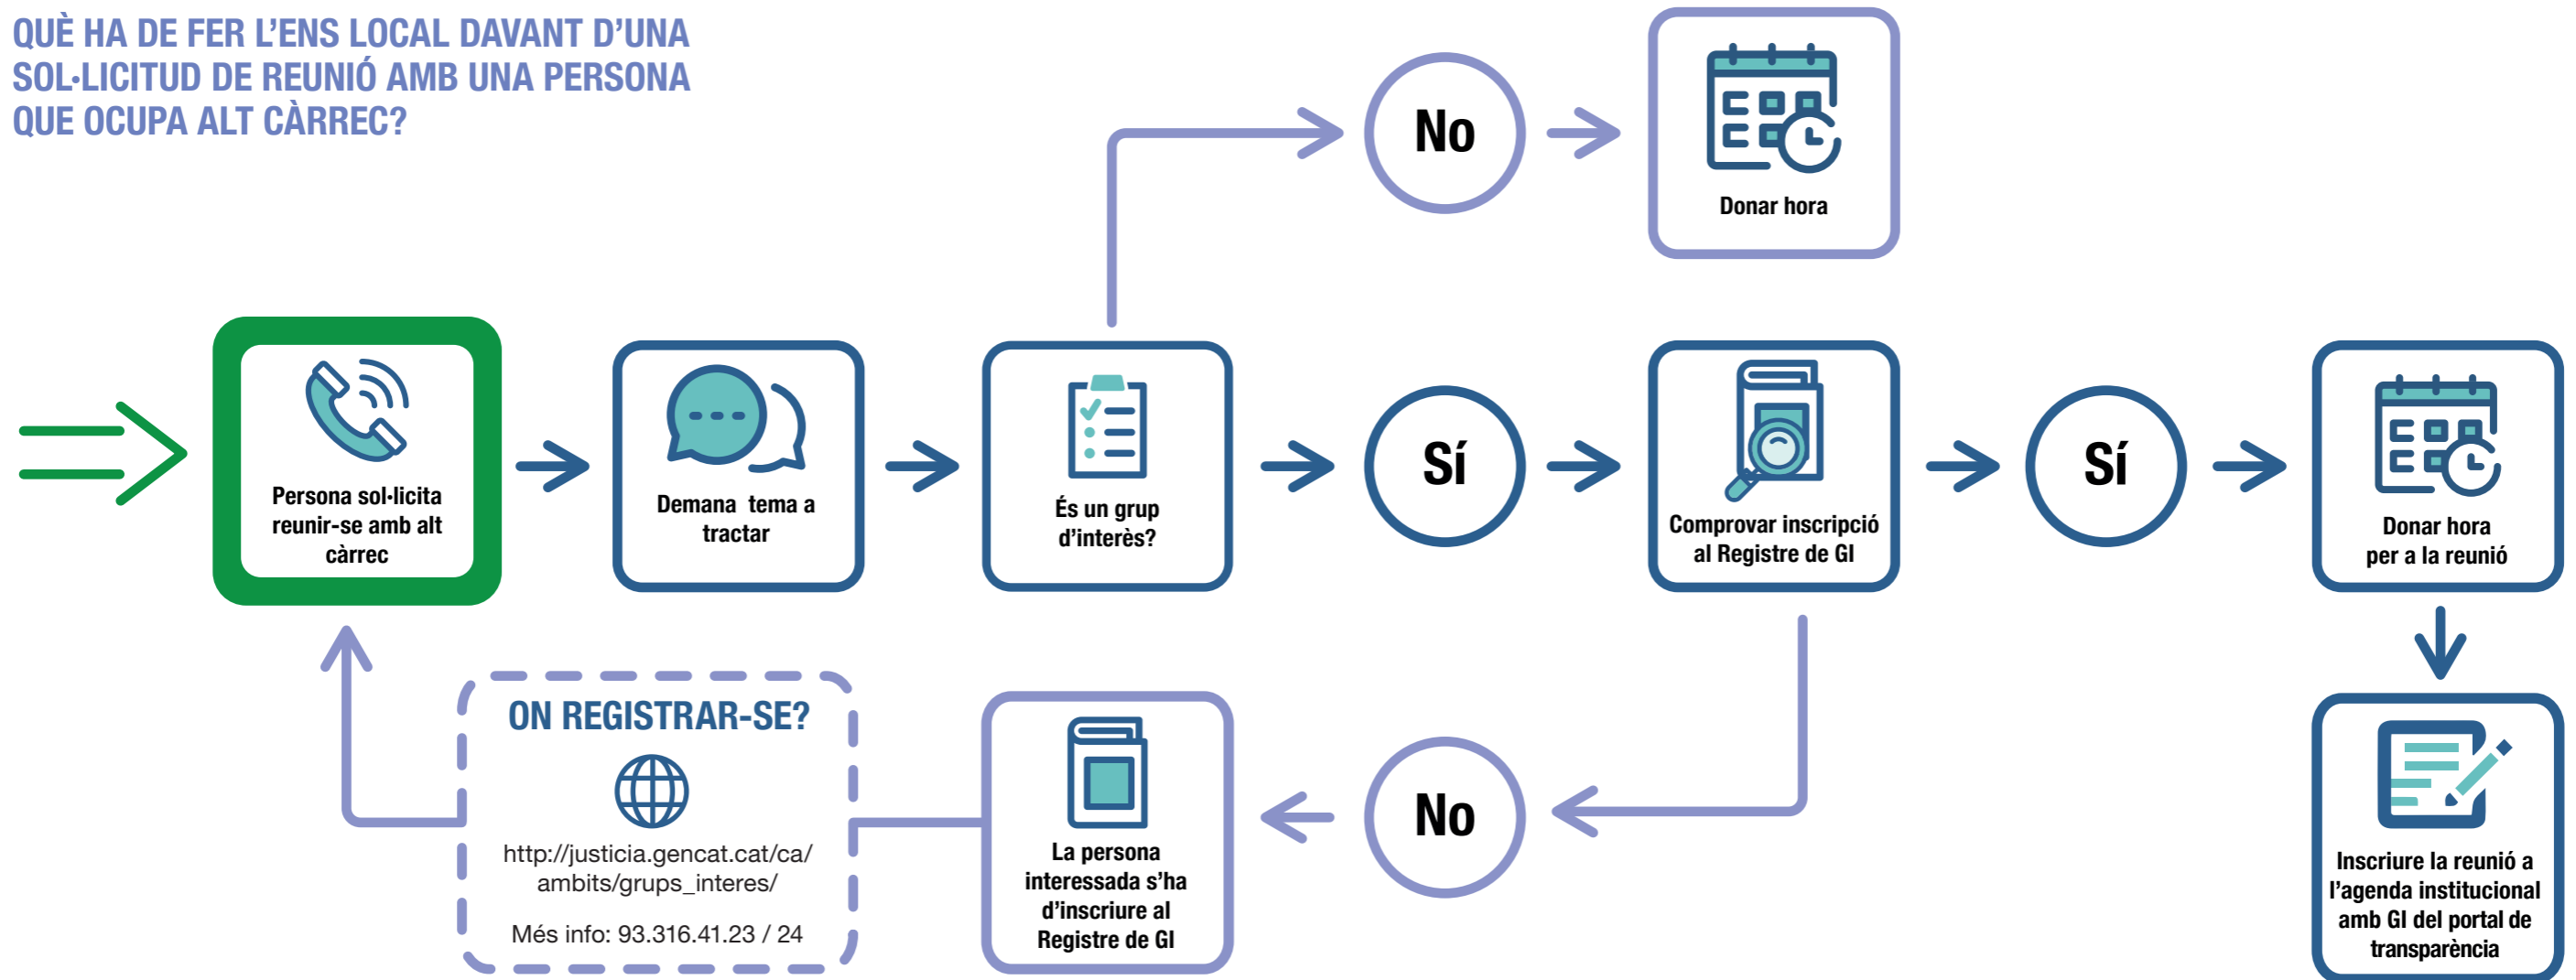 QUÈ HA DE FER L'ENS LOCAL DAVANT D'UNA
SOL·LICITUD DE REUNIÓ AMB UNA PERSONA
QUE OCUPA ALT CÀRREC?
No
Donar hora
Persona sol·licita
reunir-se amb alt
càrrec
Demana tema a
tractar
És un grup
d'interès?
Sí
Comprovar inscripció
al Registre de GI
Sí
Donar hora
per a la reunió
ON REGISTRAR-SE?
http://justicia.gencat.cat/ca/
ambits/grups_interes/
Més info: 93.316.41.23 / 24
La persona
interessada s'ha
d'inscriure al
Registre de GI
No
Inscriure la reunió a
l'agenda institucional
amb GI del portal de
transparència